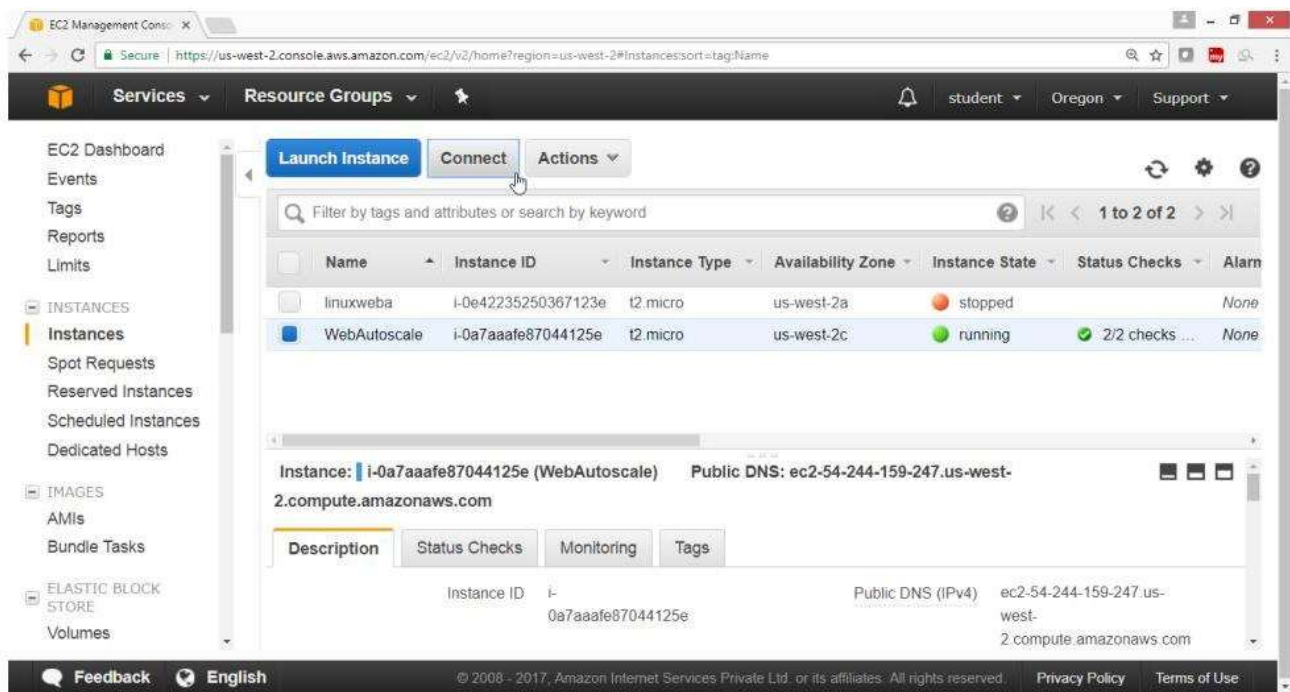 EC2 Management Conso
Secure | https://us-west-2.console.aws.amazon.com/ec2/v2/home?region=us-west-2#Instances:sort=tag:Name
Services Resource Groups student Oregon Support
EC2 Dashboard
Events
Tags
Reports
Limits
INSTANCES
Instances
Spot Requests
Reserved Instances
Scheduled Instances
Dedicated Hosts
IMAGES
AMIs
Bundle Tasks
ELASTIC BLOCK
STORE
Volumes
Launch Instance Connect Actions
Filter by tags and attributes or search by keyword 1 to 2 of 2
Name Instance ID Instance Type Availability Zone Instance State Status Checks Alarm
linuxweba i-0e42235250367123e t2.micro us-west-2a stopped None
WebAutoscale i-0a7aaafe87044125e t2.micro us-west-2c running 2/2 checks ... None
Instance: i-0a7aaafe87044125e (WebAutoscale) Public DNS: ec2-54-244-159-247.us-west-
2.compute.amazonaws.com
Description Status Checks Monitoring Tags
Instance ID i- Public DNS (IPv4) ec2-54-244-159-247.us-
0a7aaafe87044125e west-
2.compute.amazonaws.com
Feedback English © 2008 - 2017, Amazon Internet Services Private Ltd. or its affiliates. All rights reserved. Privacy Policy Terms of Use